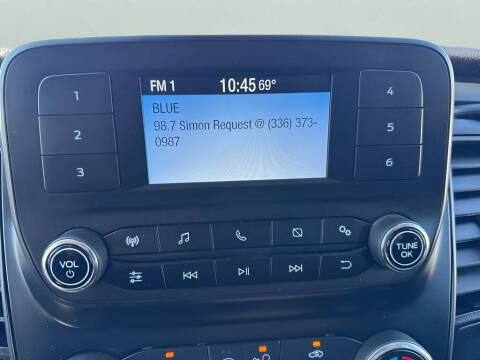 FM 1 10:45 69°
BLUE
98.7 Simon Request @ (336) 373-
0987
1
2
3
4
5
6
VOL
TUNE
OK